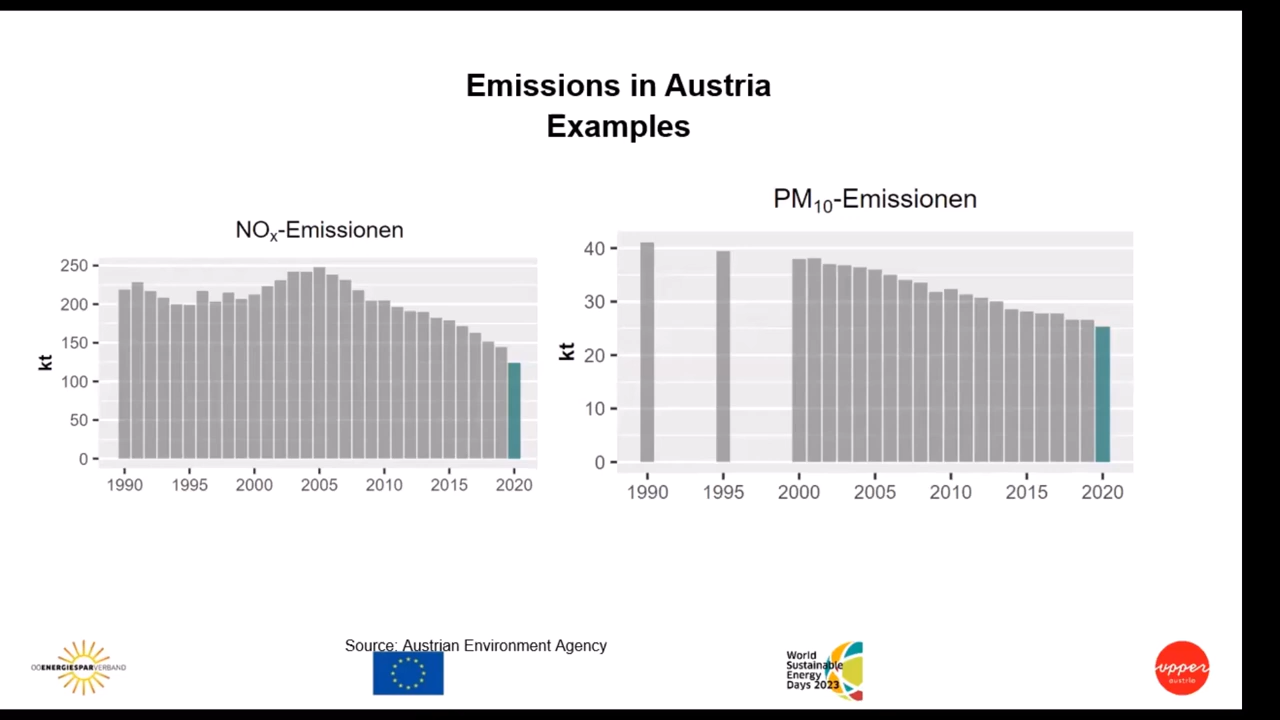 Emissions in Austria
Examples
NOx-Emissionen
250
200
150
100
50
0
kt
1990 1995 2000 2005 2010 2015 2020
PM10-Emissionen
40
30
20
10
0
kt
1990 1995 2000 2005 2010 2015 2020
Source: Austrian Environment Agency
OÖENERGIESPARVERBAND
World
Sustainable
Energy
Days 2023
upper
austria